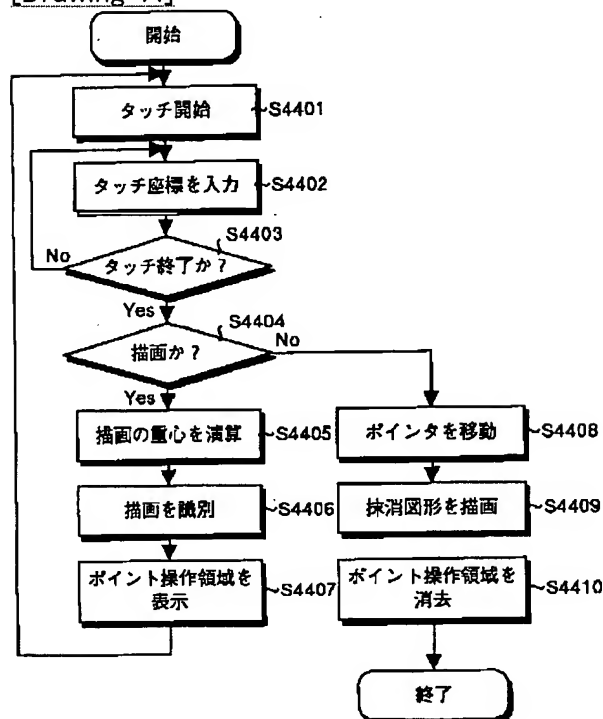 開始
タッチ開始
S4401
タッチ座標を入力
S4402
S4403
No
タッチ終了か?
Yes
S4404
描画か?
No
Yes
描画の重心を演算
S4405
ポインタを移動
S4408
描画を識別
S4406
抹消図形を描画
S4409
ポイント操作領域を
表示
S4407
ポイント操作領域を
消去
S4410
終了